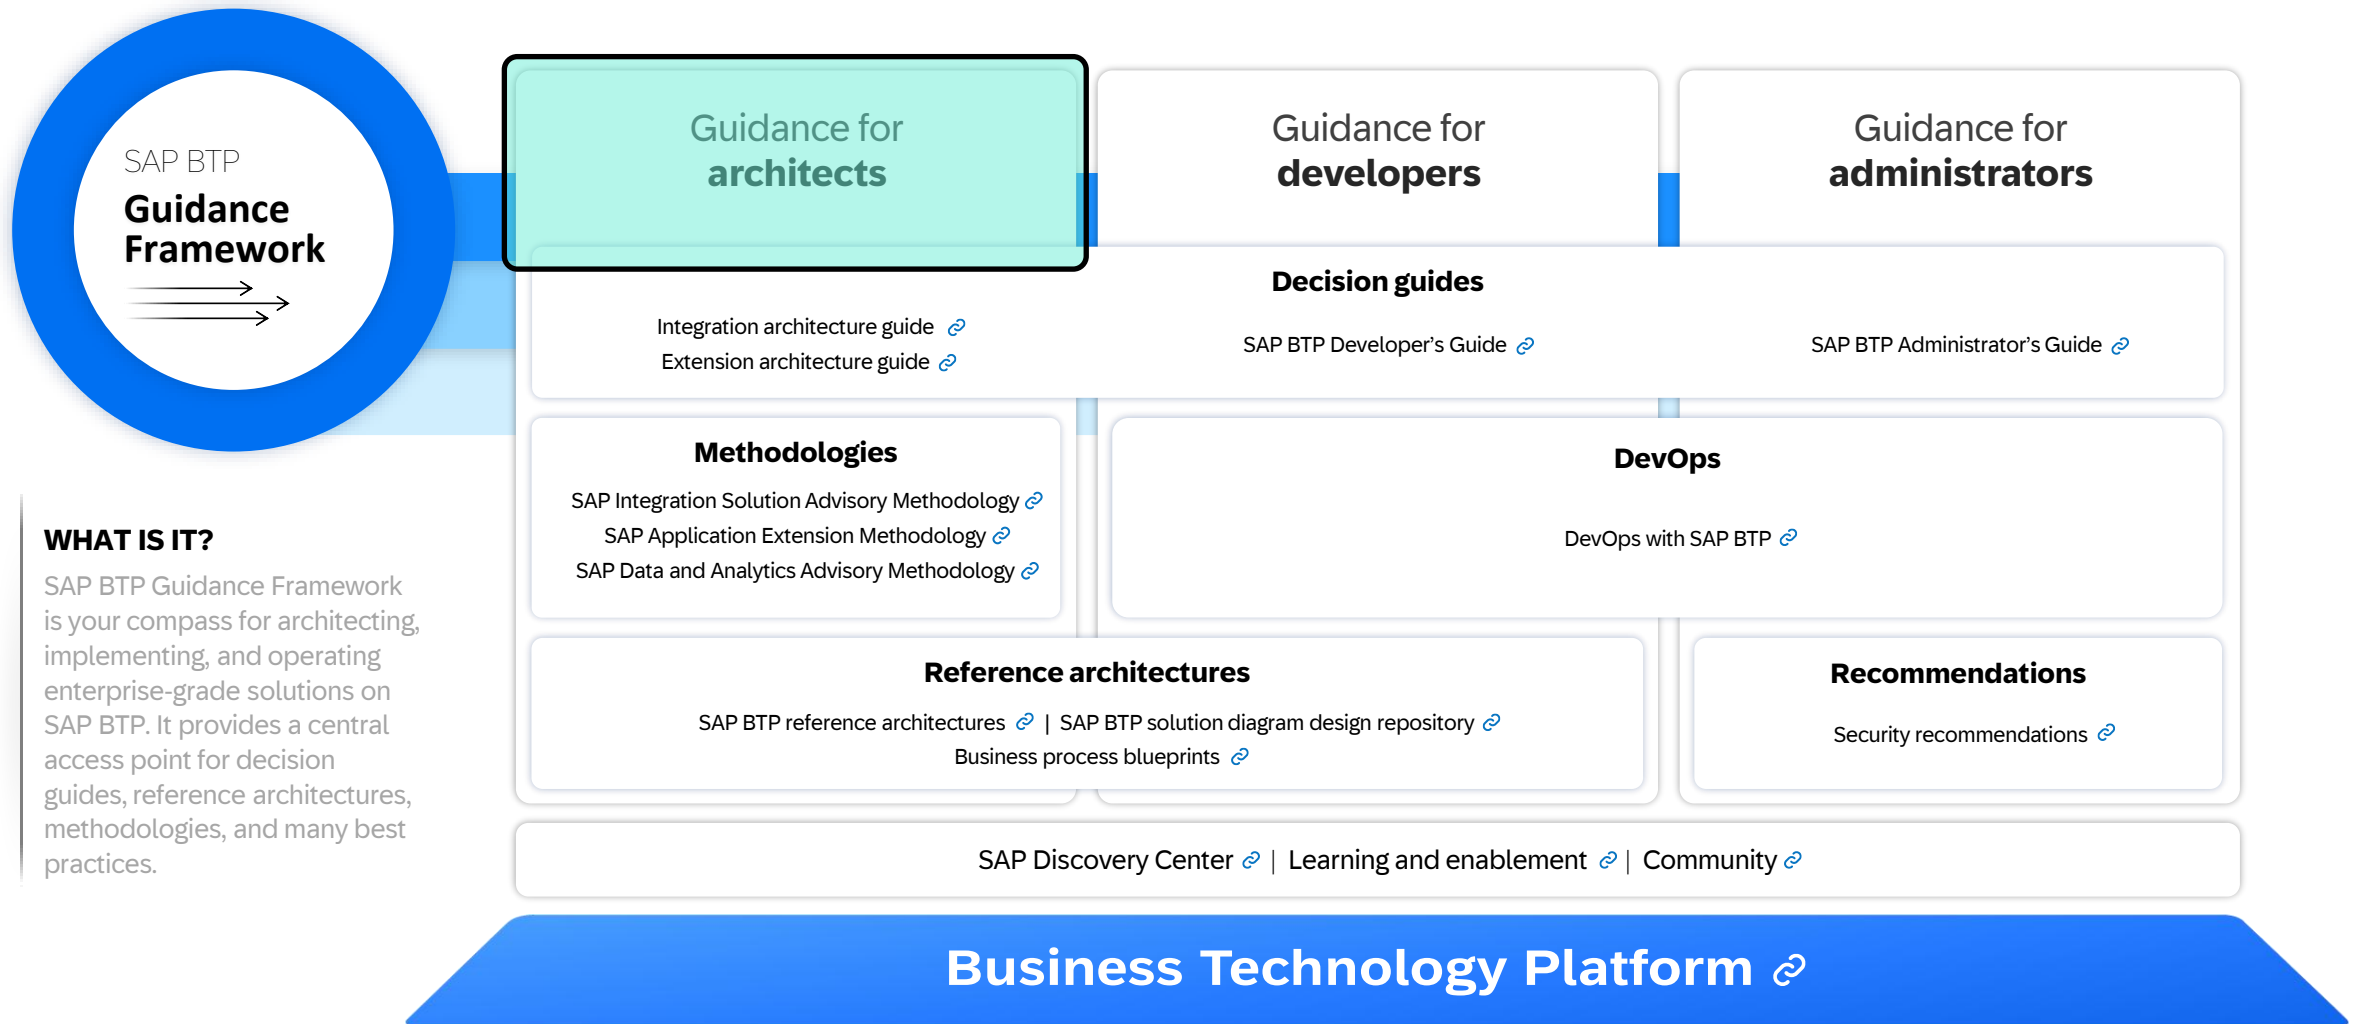 SAP BTP
Guidance
Framework
WHAT IS IT?
SAP BTP Guidance Framework
is your compass for architecting,
implementing, and operating
enterprise-grade solutions on
SAP BTP. It provides a central
access point for decision
guides, reference architectures,
methodologies, and many best
practices.
Guidance for
architects
Guidance for
developers
Guidance for
administrators
Decision guides
Integration architecture guide
Extension architecture guide
SAP BTP Developer’s Guide
SAP BTP Administrator’s Guide
Methodologies
SAP Integration Solution Advisory Methodology
SAP Application Extension Methodology
SAP Data and Analytics Advisory Methodology
DevOps
DevOps with SAP BTP
Reference architectures
SAP BTP reference architectures | SAP BTP solution diagram design repository
Business process blueprints
Recommendations
Security recommendations
SAP Discovery Center | Learning and enablement | Community
Business Technology Platform